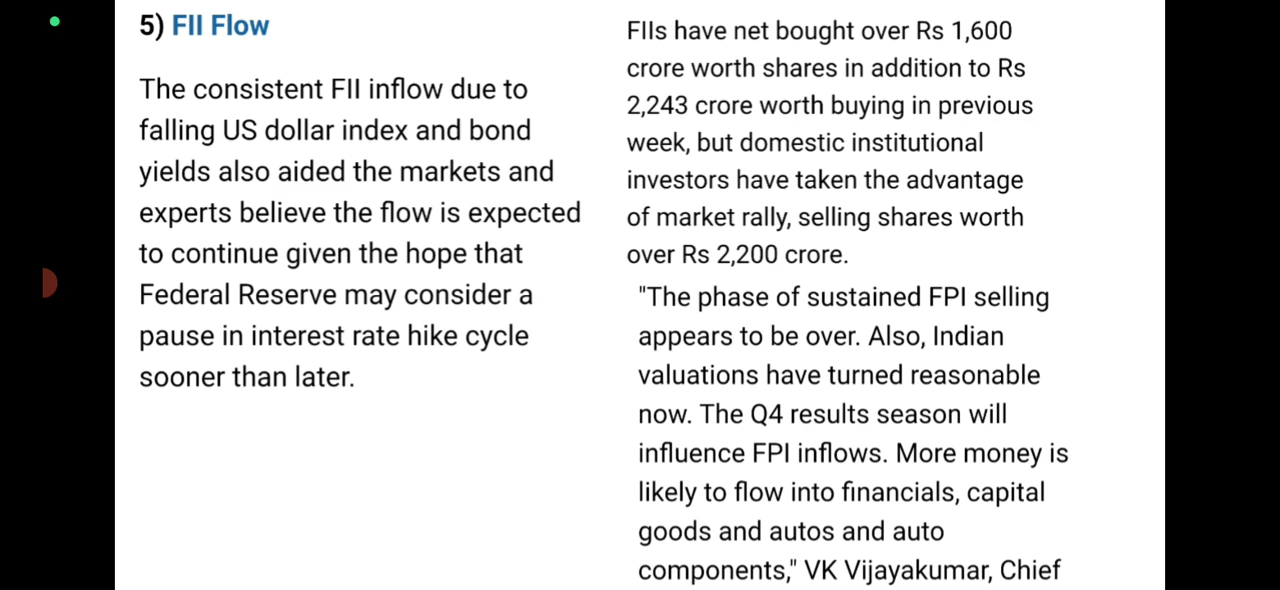 5) FII Flow
The consistent FII inflow due to
falling US dollar index and bond
yields also aided the markets and
experts believe the flow is expected
to continue given the hope that
Federal Reserve may consider a
pause in interest rate hike cycle
sooner than later.
FIIs have net bought over Rs 1,600
crore worth shares in addition to Rs
2,243 crore worth buying in previous
week, but domestic institutional
investors have taken the advantage
of market rally, selling shares worth
over Rs 2,200 crore.
"The phase of sustained FPI selling
appears to be over. Also, Indian
valuations have turned reasonable
now. The Q4 results season will
influence FPI inflows. More money is
likely to flow into financials, capital
goods and autos and auto
components," VK Vijayakumar, Chief